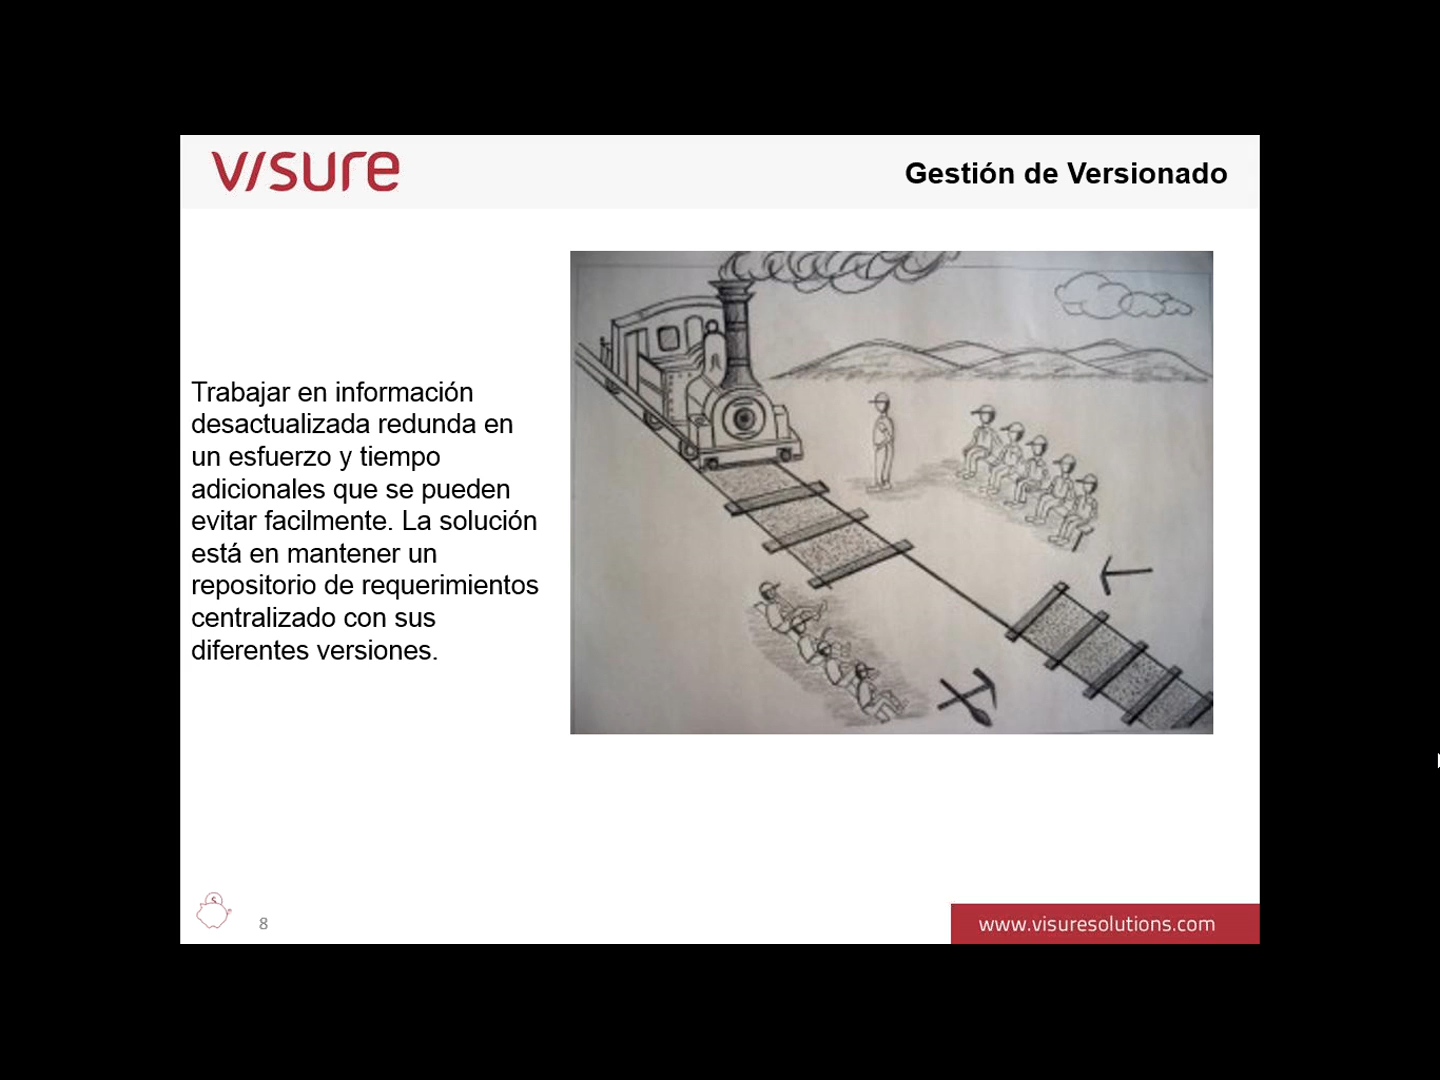 visure
Gestión de Versionado
Trabajar en información
desactualizada redunda en
un esfuerzo y tiempo
adicionales que se pueden
evitar facilmente. La solución
está en mantener un
repositorio de requerimientos
centralizado con sus
diferentes versiones.
8
www.visuresolutions.com